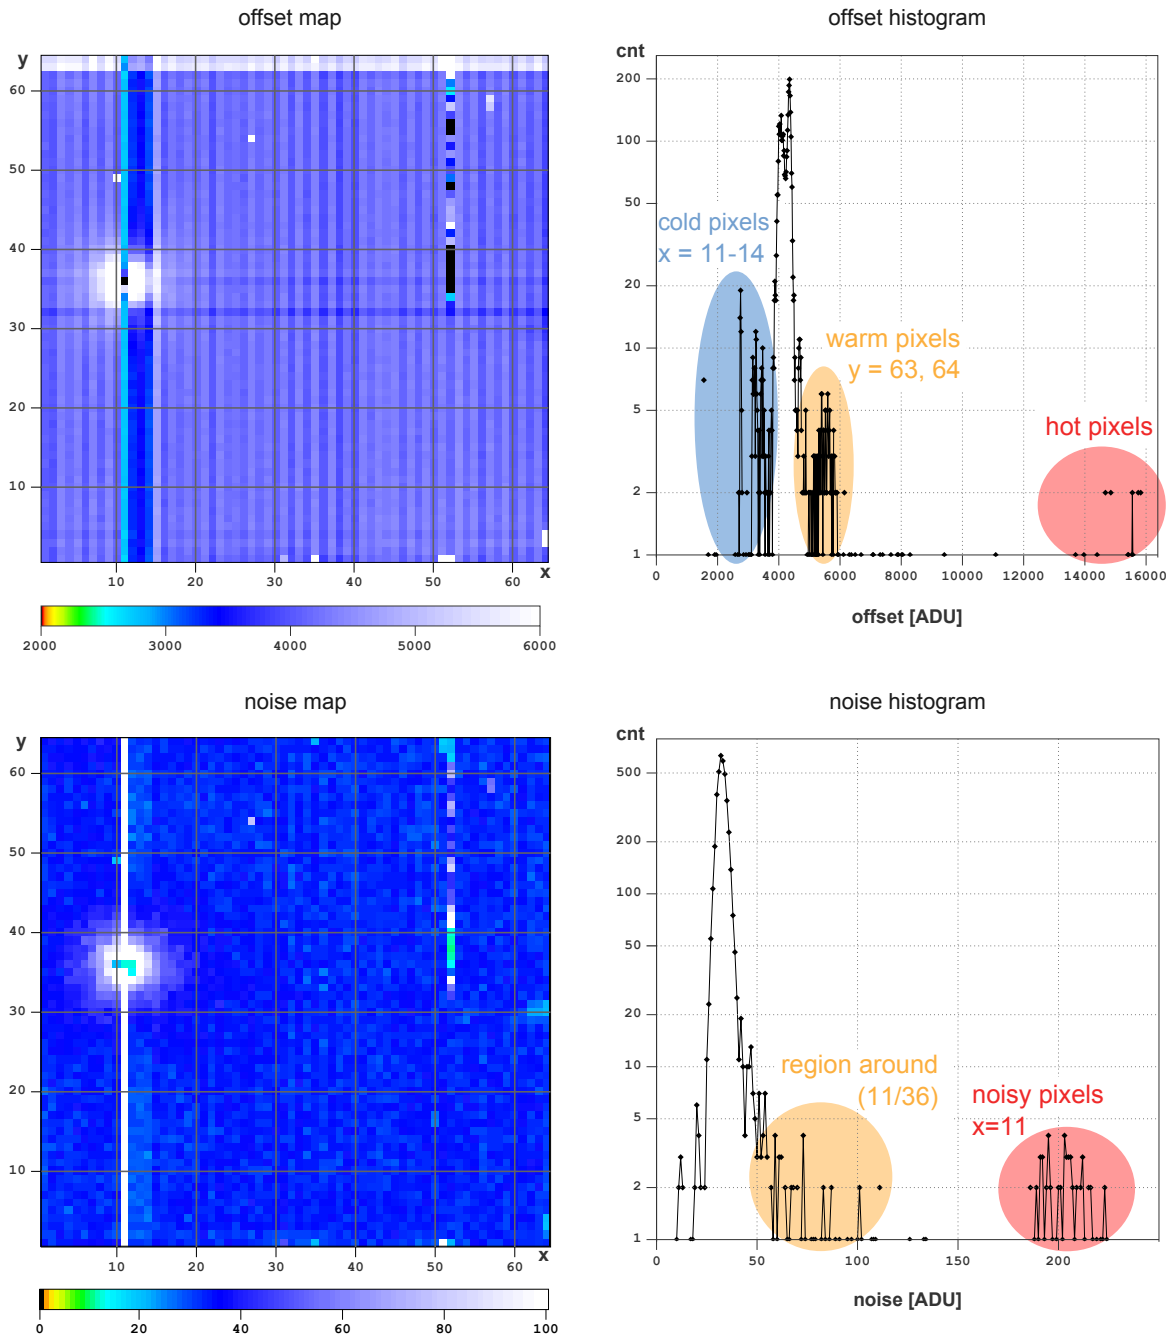 offset map
y
60
50
40
30
20
10
10 20 30 40 50 60
x
2000 3000 4000 5000 6000
offset histogram
cnt
200
100
50
20
10
5
2
1
cold pixels
x = 11-14
warm pixels
y = 63, 64
hot pixels
0 2000 4000 6000 8000 10000 12000 14000 16000
offset [ADU]
noise map
y
60
50
40
30
20
10
10 20 30 40 50 60
x
0 20 40 60 80 100
noise histogram
cnt
500
200
100
50
20
10
5
2
1
region around
(11/36)
noisy pixels
x=11
0 50 100 150 200
noise [ADU]